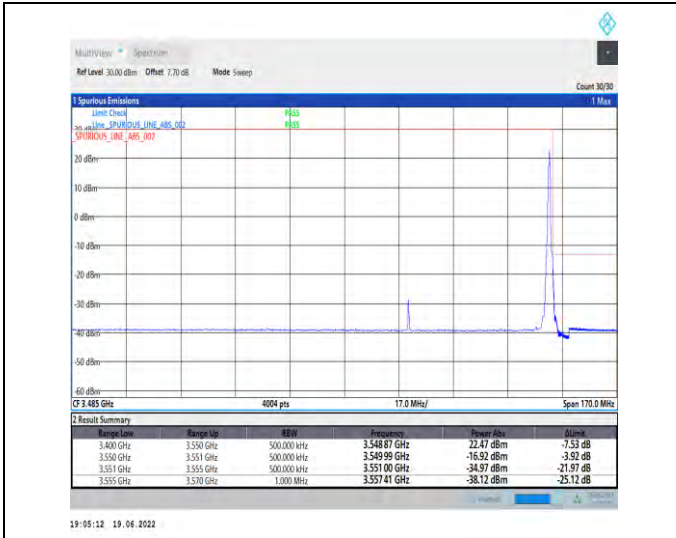 MultiView Spectrum
Ref Level 30.00 dBm Offset 7.70 dB Mode Sweep
Count 30/30
1 Spurious Emissions 1 Max
Limit Check PASS
Line _SPURIOUS_LINE_ABS_002 PASS
_SPURIOUS_LINE_ABS_002
20 dBm
10 dBm
0 dBm
-10 dBm
-20 dBm
-30 dBm
-40 dBm
-50 dBm
-60 dBm
CF 3.485 GHz 4004 pts 17.0 MHz/ Span 170.0 MHz
2 Result Summary
Range Low Range Up RBW Frequency Power Abs ΔLimit
3.400 GHz 3.550 GHz 500.000 kHz 3.548 87 GHz 22.47 dBm -7.53 dB
3.550 GHz 3.551 GHz 500.000 kHz 3.549 99 GHz -16.92 dBm -3.92 dB
3.551 GHz 3.555 GHz 500.000 kHz 3.551 00 GHz -34.97 dBm -21.97 dB
3.555 GHz 3.570 GHz 1.000 MHz 3.557 41 GHz -38.12 dBm -25.12 dB
19:05:12 19.06.2022